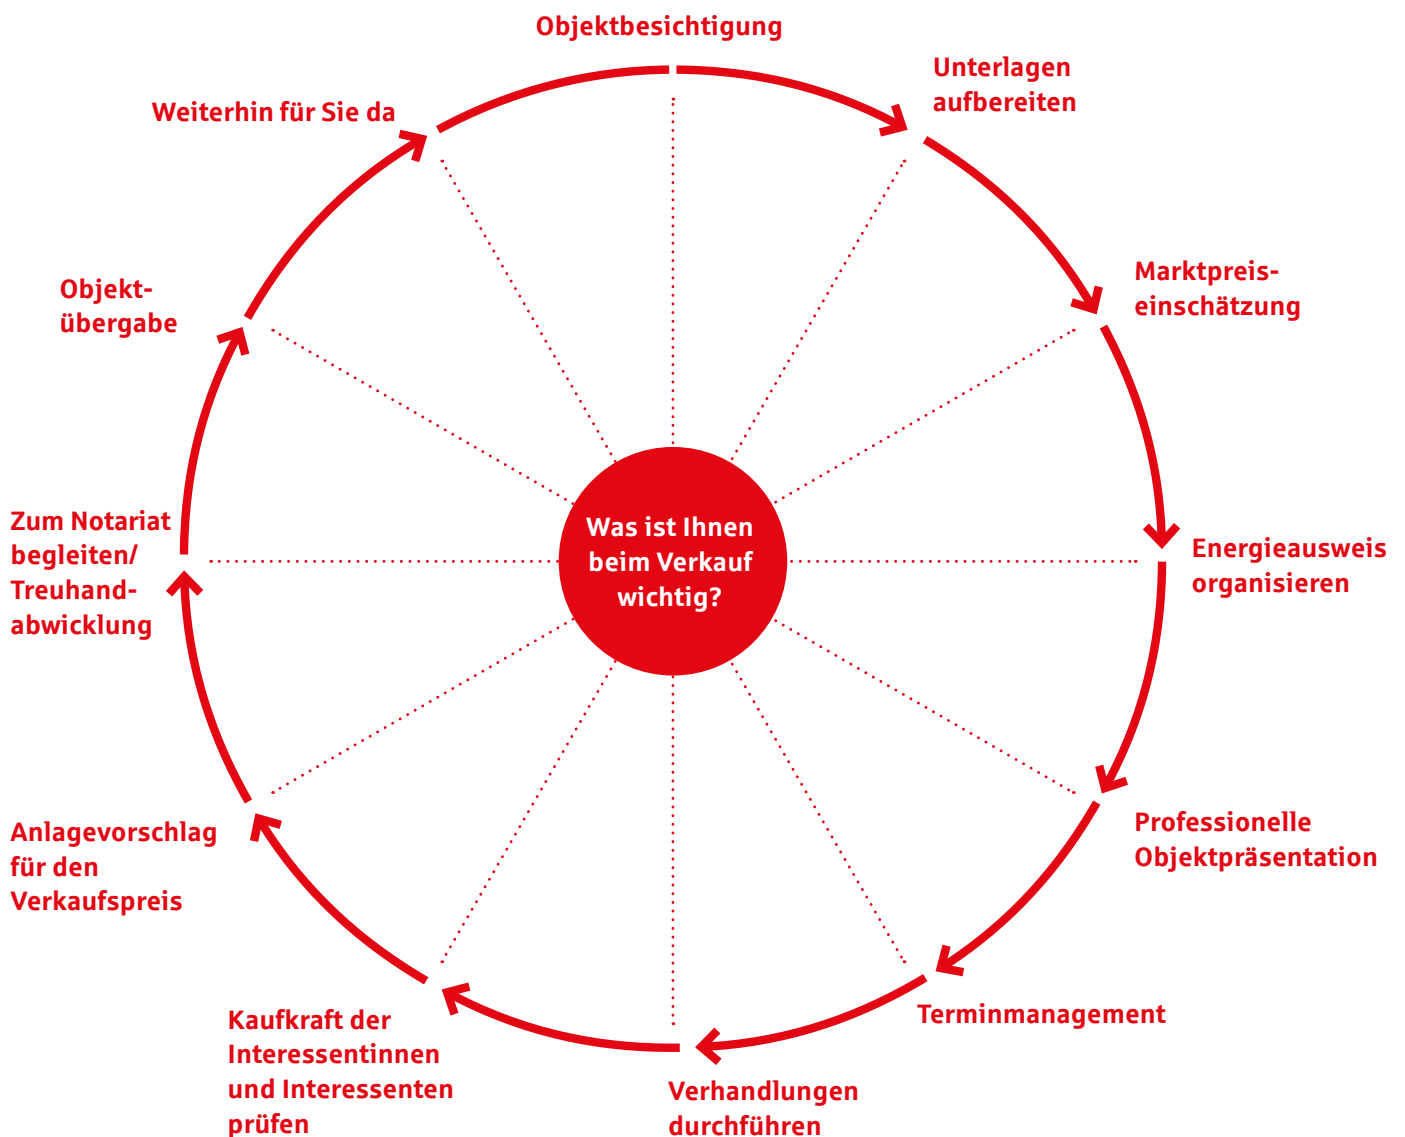 Objektbesichtigung
Unterlagen
aufbereiten
Marktpreis-
einschätzung
Energieausweis
organisieren
Professionelle
Objektpräsentation
Terminmanagement
Verhandlungen
durchführen
Kaufkraft der
Interessentinnen
und Interessenten
prüfen
Anlagevorschlag
für den
Verkaufspreis
Zum Notariat
begleiten/
Treuhand-
abwicklung
Objekt-
übergabe
Weiterhin für Sie da
Was ist Ihnen
beim Verkauf
wichtig?